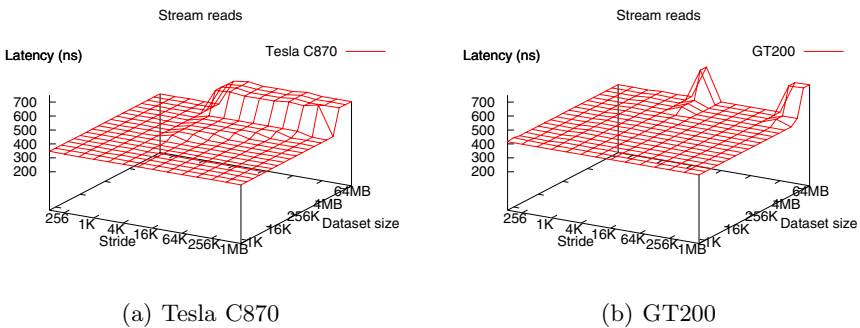 Stream reads
Latency (ns)
Tesla C870
700
600
500
400
300
200
256
1K
4K
16K
64K
256K
1MB
Stride
1K
16K
256K
4MB
64MB
Dataset size
(a) Tesla C870
Stream reads
Latency (ns)
GT200
700
600
500
400
300
200
256
1K
4K
16K
64K
256K
1MB
Stride
1K
16K
256K
4MB
64MB
Dataset size
(b) GT200